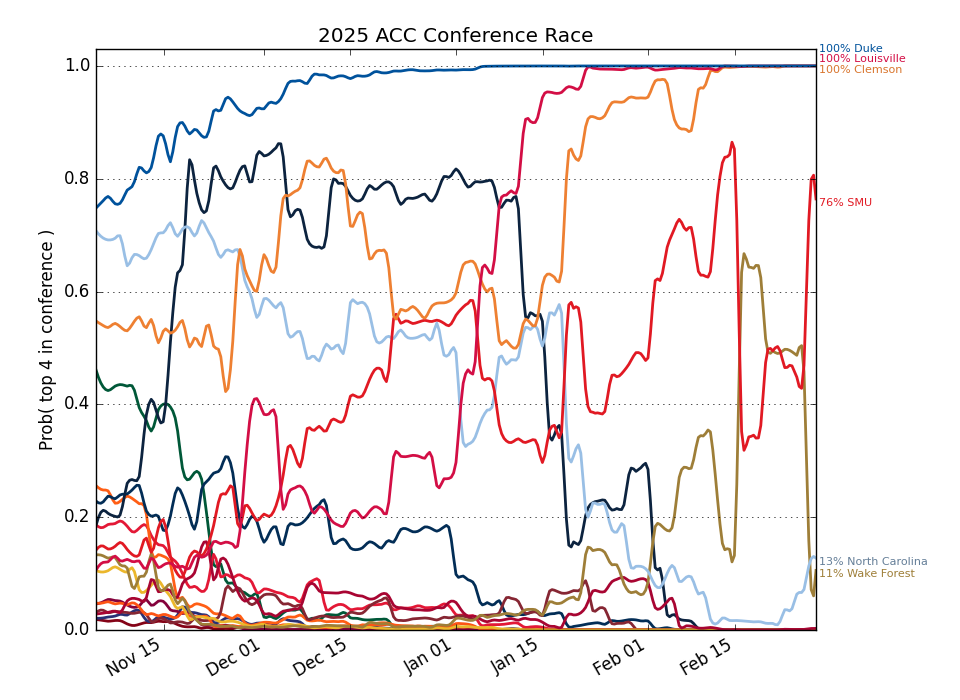 2025 ACC Conference Race
Prob( top 4 in conference )
1.0
0.8
0.6
0.4
0.2
0.0
Nov 15
Dec 01
Dec 15
Jan 01
Jan 15
Feb 01
Feb 15
100% Duke
100% Louisville
100% Clemson
76% SMU
13% North Carolina
11% Wake Forest